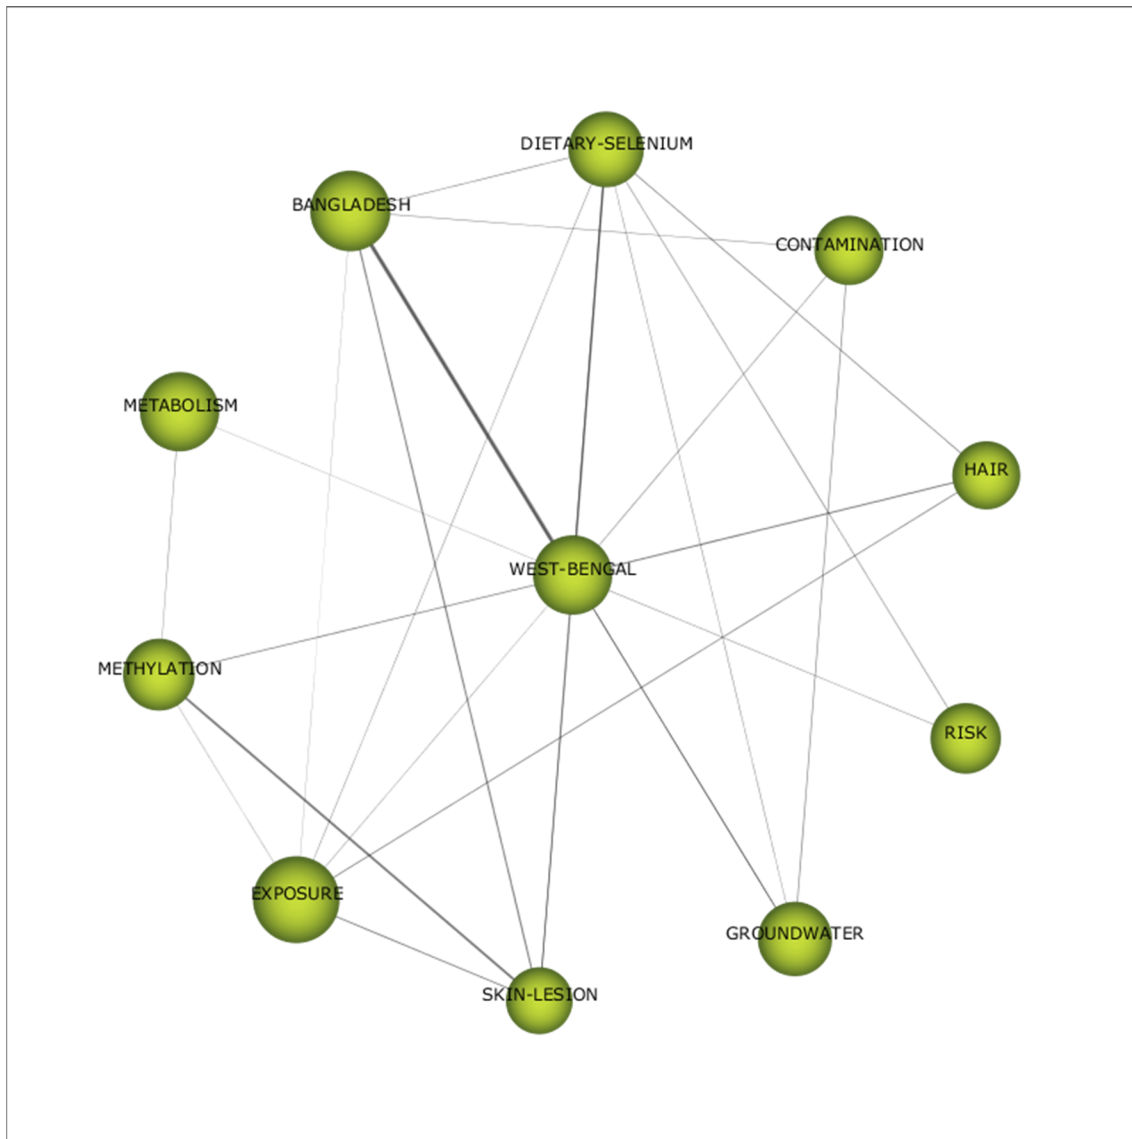 DIETARY-SELENIUM
BANGLADESH
CONTAMINATION
METABOLISM
HAIR
WEST-BENGAL
METHYLATION
RISK
EXPOSURE
GROUNDWATER
SKIN-LESION